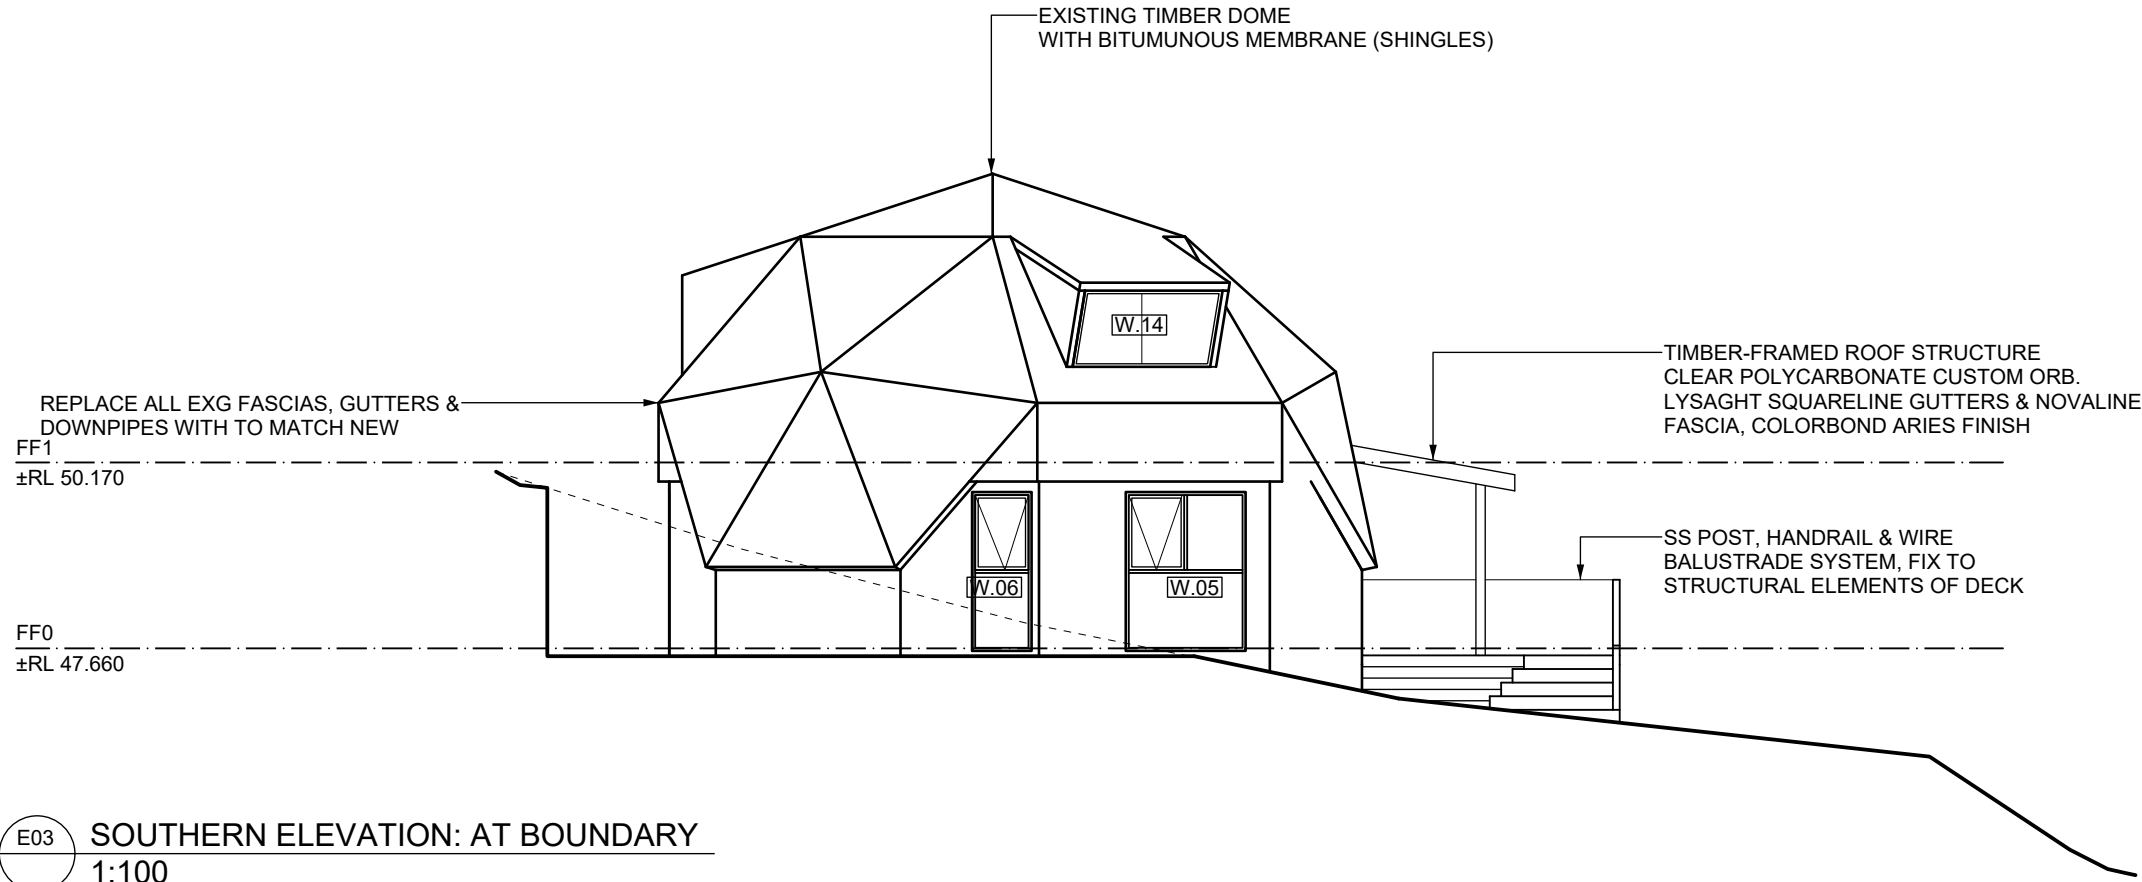 EXISTING TIMBER DOME
WITH BITUMUNOUS MEMBRANE (SHINGLES)
W.14
TIMBER-FRAMED ROOF STRUCTURE
CLEAR POLYCARBONATE CUSTOM ORB.
LYSAGHT SQUARELINE GUTTERS & NOVALINE
FASCIA, COLORBOND ARIES FINISH
REPLACE ALL EXG FASCIAS, GUTTERS &
DOWNPIPES WITH TO MATCH NEW
FF1
±RL 50.170
SS POST, HANDRAIL & WIRE
BALUSTRADE SYSTEM, FIX TO
STRUCTURAL ELEMENTS OF DECK
W.06
W.05
FF0
±RL 47.660
E03
SOUTHERN ELEVATION: AT BOUNDARY
1:100